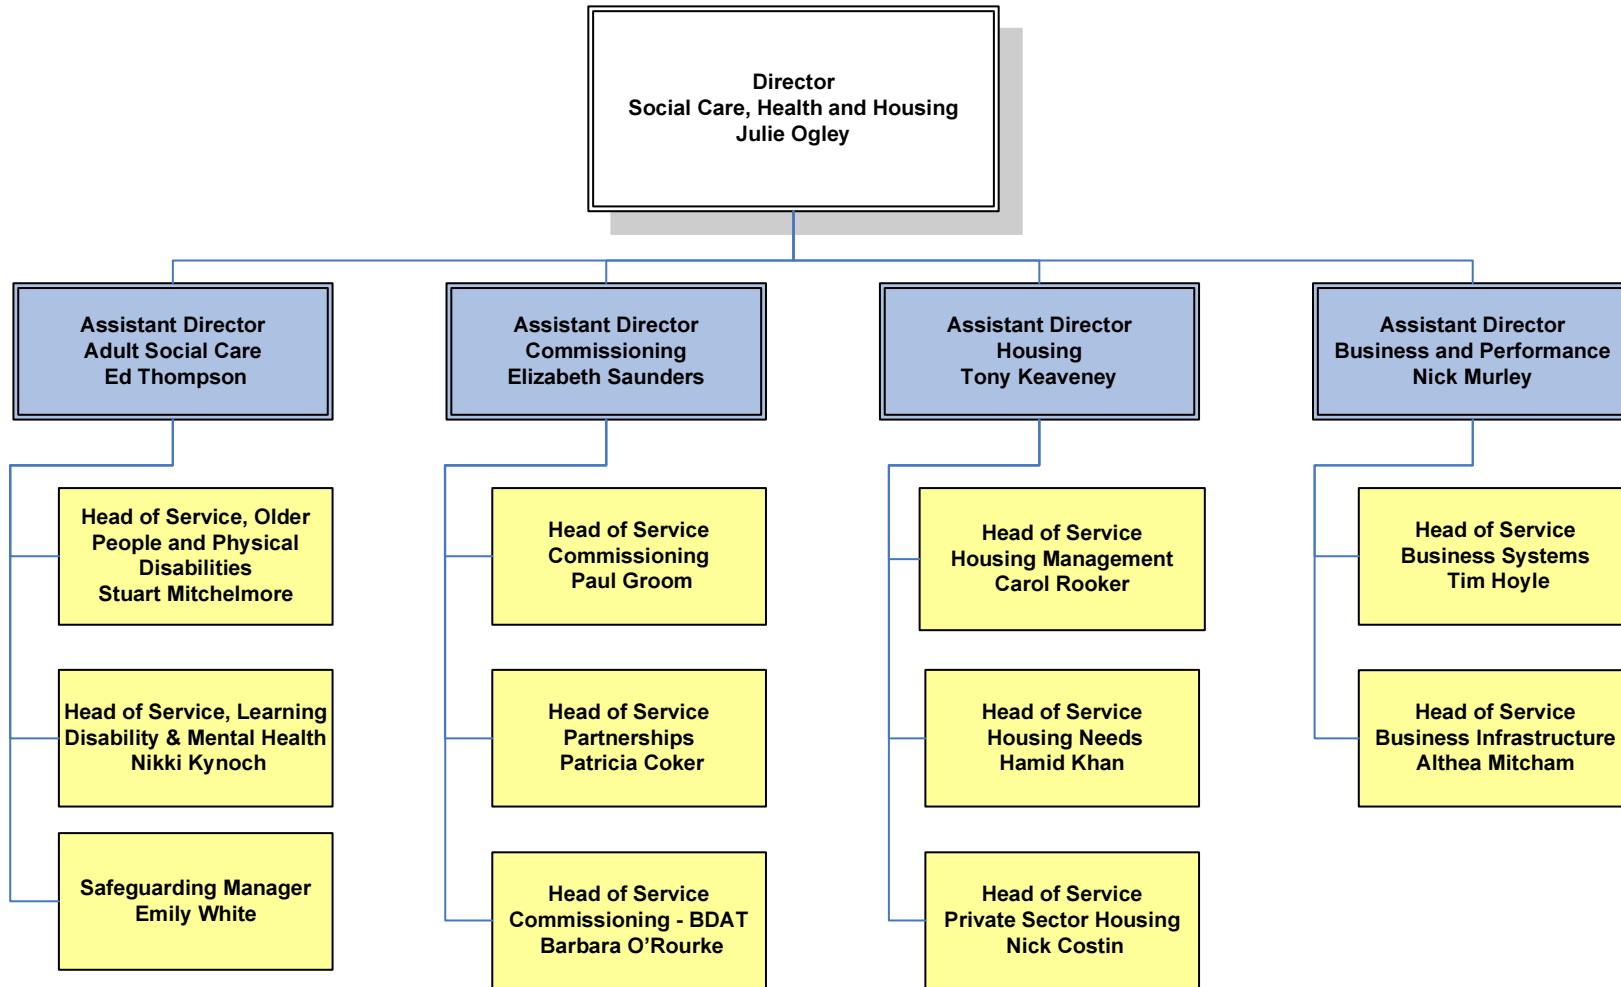 Director
Social Care, Health and Housing
Julie Ogley
Assistant Director
Adult Social Care
Ed Thompson
Assistant Director
Commissioning
Elizabeth Saunders
Assistant Director
Housing
Tony Keaveney
Assistant Director
Business and Performance
Nick Murley
Head of Service, Older
People and Physical
Disabilities
Stuart Mitchelmore
Head of Service
Commissioning
Paul Groom
Head of Service
Housing Management
Carol Rooker
Head of Service
Business Systems
Tim Hoyle
Head of Service, Learning
Disability & Mental Health
Nikki Kynoch
Head of Service
Partnerships
Patricia Coker
Head of Service
Housing Needs
Hamid Khan
Head of Service
Business Infrastructure
Althea Mitcham
Safeguarding Manager
Emily White
Head of Service
Commissioning - BDAT
Barbara O’Rourke
Head of Service
Private Sector Housing
Nick Costin